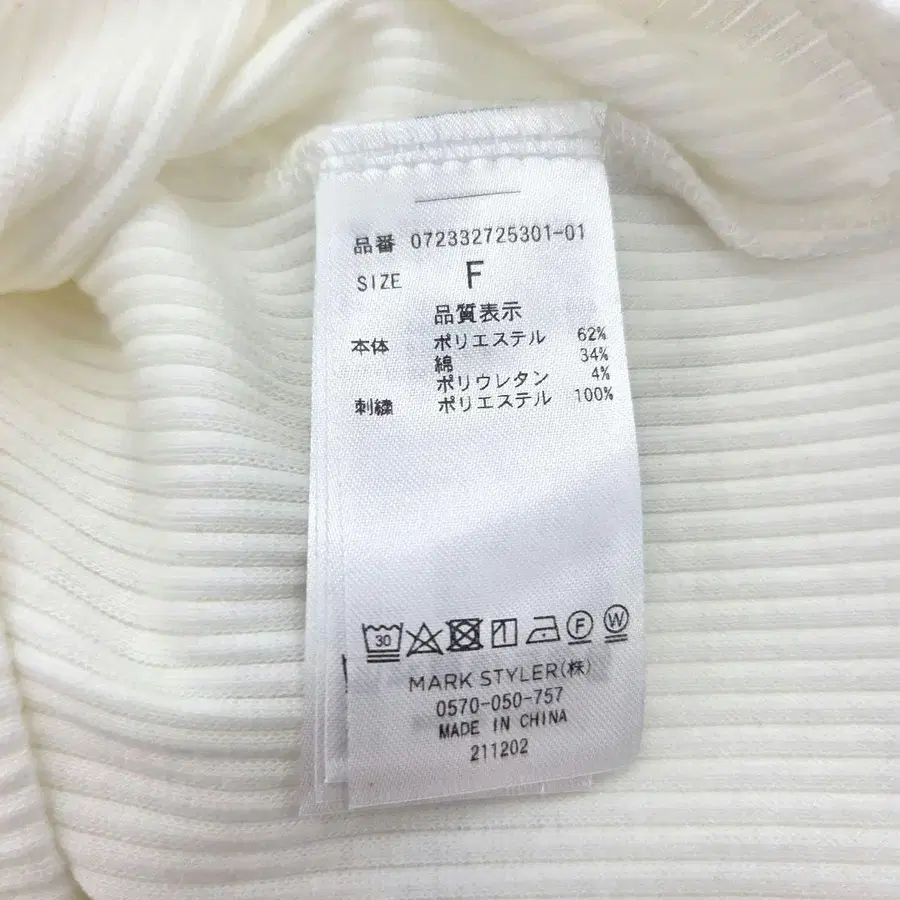 品番 072332725301-01
SIZE F
品質表示
本体 ポリエステル 62%
綿 34%
ポリウレタン 4%
刺繍 ポリエステル 100%
30 F W
MARK STYLER(株)
0570-050-757
MADE IN CHINA
211202